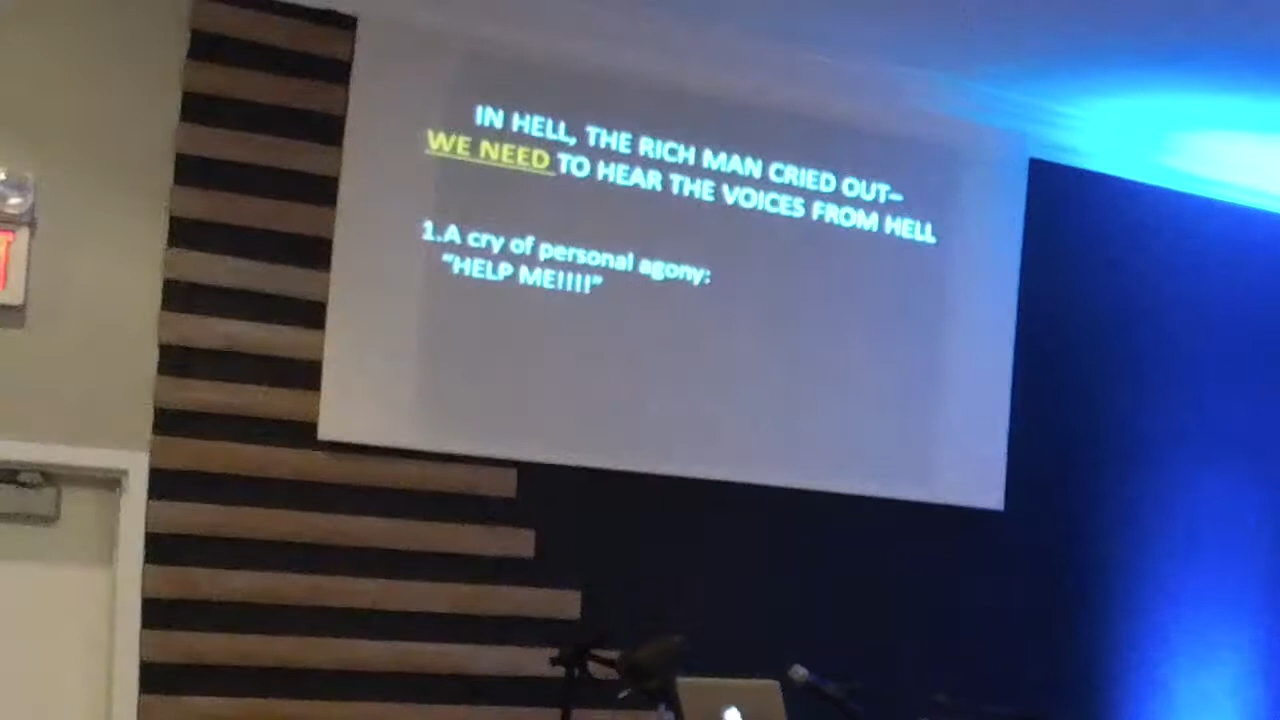 IN HELL, THE RICH MAN CRIED OUT–
WE NEED TO HEAR THE VOICES FROM HELL
1.A cry of personal agony:
"HELP ME!!!!"